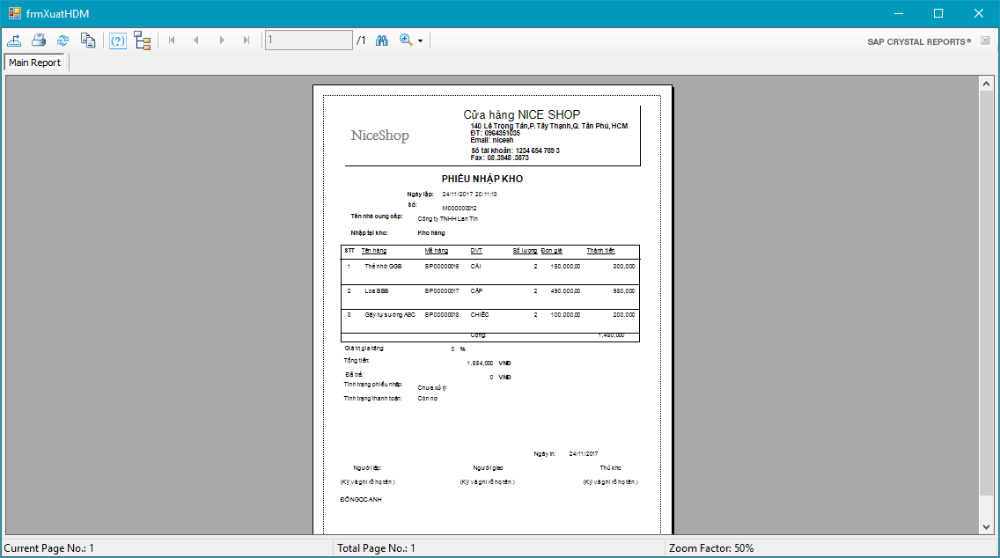 frmXuatHDM
1 /1
SAP CRYSTAL REPORTS®
Main Report
Cửa hàng NICE SHOP
140 Lê Trọng Tấn,P.Tây Thạnh,Q. Tân Phú, HCM
NiceShop
ĐT: 0964351035
Email: nicesh
Số tài khoản: 1234 654 789 3
Fax: 08.3948 .3873
PHIẾU NHẬP KHO
Ngày lập: 24/11/2017 20:11:13
Số: M000000012
Tên nhà cung cấp: Công ty TNHH Lan Tín
Nhập tại kho: Kho hàng
STT Tên hàng Mã hàng DVT Số lượng Đơn giá Thành tiền
1 Thẻ nhớ GGB SP00000016 CÁI 2 150.000,00 300,000
2 Loa BBB SP00000017 CẶP 2 490.000,00 980,000
3 Gậy tự sướng ASC SP00000018 CHIẾC 2 100.000,00 200,000
Cộng: 1,480,000
Giá trị gia tăng: 0 %
Tổng tiền: 1,554,000 VNĐ
Đã trả: 0 VNĐ
Tình trạng phiếu nhập: Chưa xử lý
Tình trạng thanh toán: Còn nợ
Ngày in: 24/11/2017
Người lập: Người giao Thủ kho
(Ký và ghi rõ họ tên ) (Ký và ghi rõ họ tên ) (Ký và ghi rõ họ tên )
ĐỖ NGỌC ANH
Current Page No.: 1 Total Page No.: 1 Zoom Factor: 50%